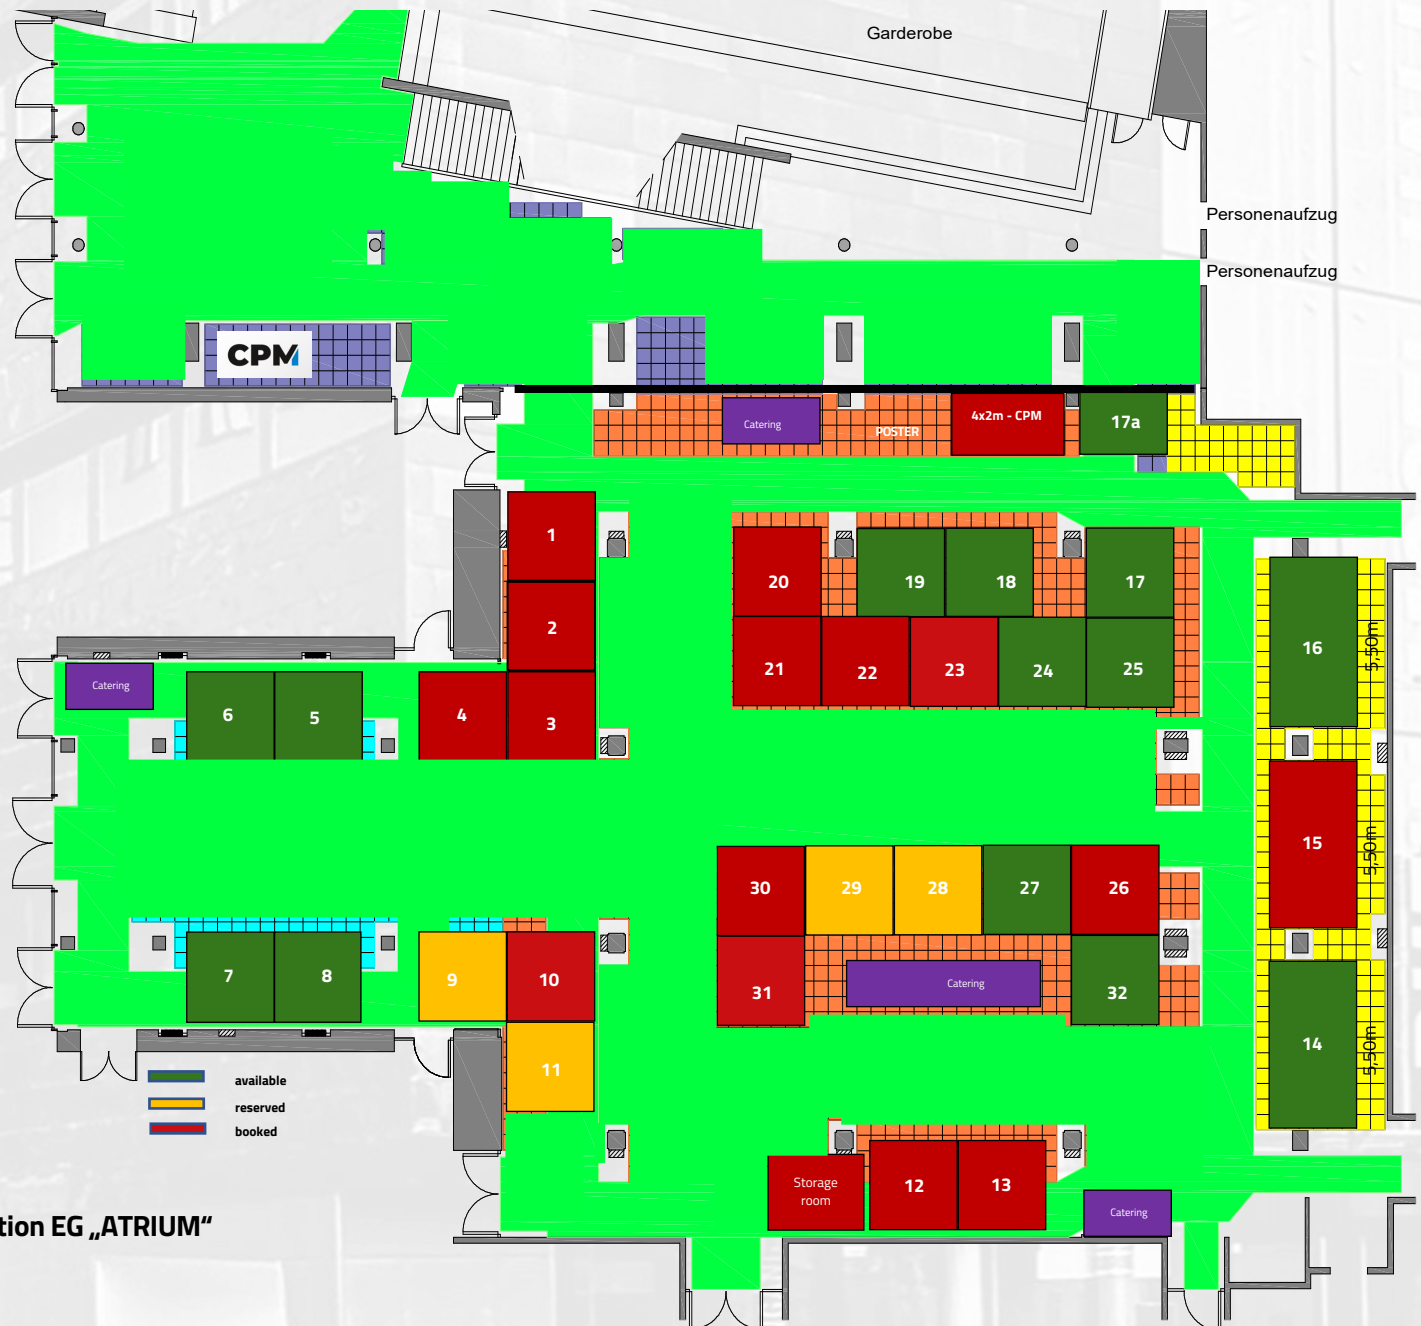 Garderobe
Personenaufzug
Personenaufzug
CPM
Catering
POSTER
4x2m - CPM
17a
1
2
3
4
5
6
Catering
20
19
18
17
21
22
23
24
25
16
5,50m
15
5,50m
14
5,50m
30
29
28
27
26
31
Catering
32
7
8
9
10
11
available
reserved
booked
Storage
room
12
13
Catering
tion EG „ATRIUM“